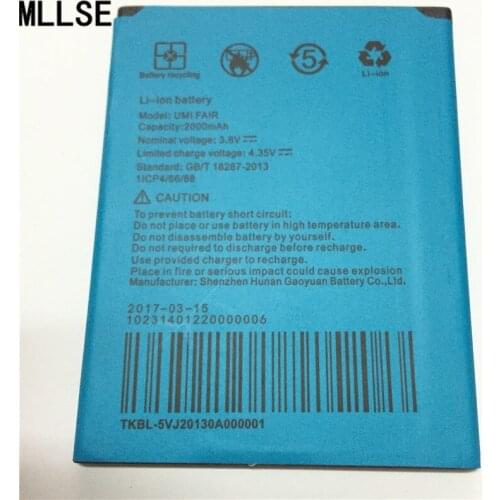 MLLSE
Battery recycling
5
Li-ion
Li-ion battery
Model: UMI FAIR
Capacity:2000mAh
Nominal voltage: 3.8V
Limited charge voltage: 4.35V
Standard: GB/T 18287-2013
1ICP4/66/88
CAUTION
To prevent battery short circuit:
Do not place or use battery in high temperature area.
Do not disassemble battery by yourself.
Do not required to discharge before recharge.
Use provided charger to recharge.
Place in fire or serious impact could cause explosion
Manufacturer: Shenzhen Hunan Gaoyuan Battery Co.,Ltd.
2017-03-15
10231401220000006
TKBL-5VJ20130A000001